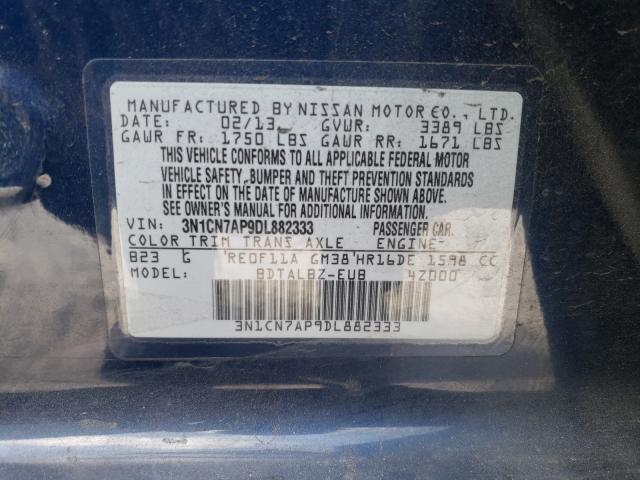 MANUFACTURED BY NISSAN MOTOR CO., LTD.
DATE: 02/13 GVWR: 3389 LBS
GAWR FR: 1750 LBS GAWR RR: 1671 LBS
THIS VEHICLE CONFORMS TO ALL APPLICABLE FEDERAL MOTOR
VEHICLE SAFETY, BUMPER AND THEFT PREVENTION STANDARDS
IN EFFECT ON THE DATE OF MANUFACTURE SHOWN ABOVE.
SEE OWNER'S MANUAL FOR ADDITIONAL INFORMATION.
VIN: 3N1CN7AP9DL882333 PASSENGER CAR.
COLOR TRIM TRANS AXLE ENGINE
B23 G RE0F11A GM38 HR16DE 1598 CC
MODEL: BDTALBZ-EUB 4Z000
3N1CN7AP9DL882333